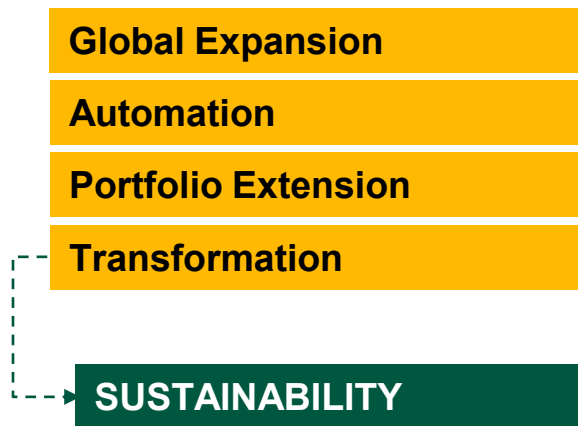 Global Expansion
Automation
Portfolio Extension
Transformation
SUSTAINABILITY